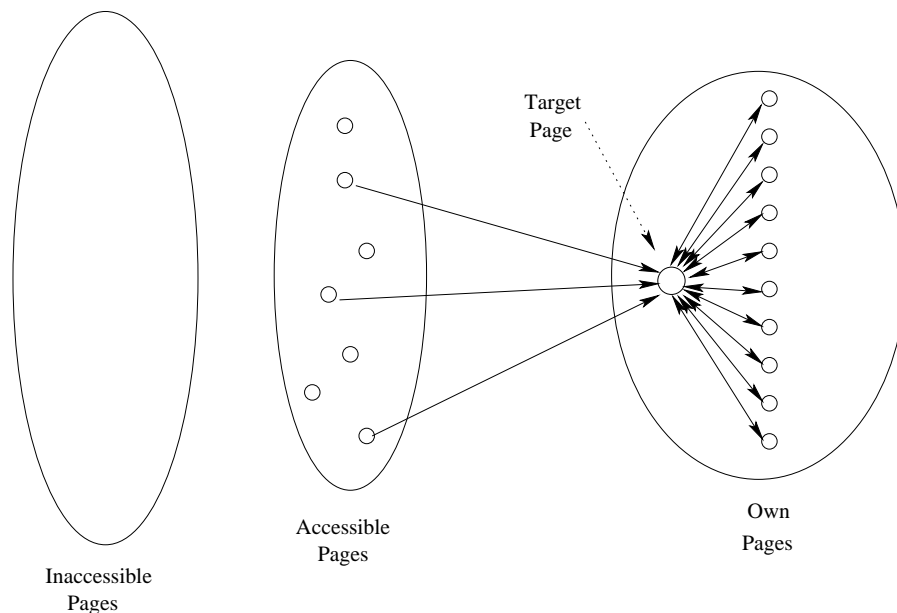 Target
Page
Accessible
Pages
Own
Pages
Inaccessible
Pages